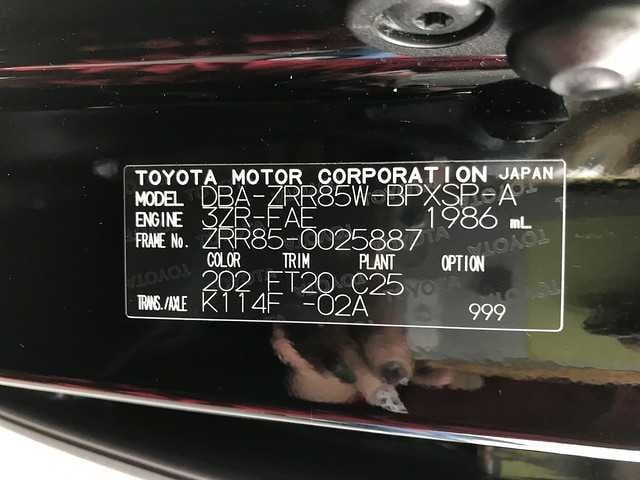 TOYOTA MOTOR CORPORATION JAPAN
MODEL DBA-ZRR85W-BPXSP-A
ENGINE 3ZR-FAE 1986 mL
FRAME No. ZRR85-0025887
COLOR TRIM PLANT OPTION
202 FT20 C25
TRANS./AXLE K114F -02A 999